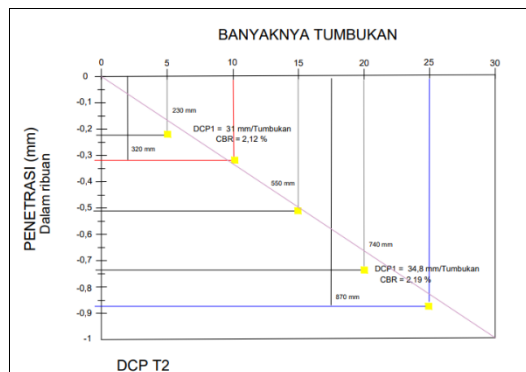 BANYAKNYA TUMBUKAN
0 5 10 15 20 25 30
PENETRASI (mm)
Dalam ribuan
0
-0,1
-0,2
-0,3
-0,4
-0,5
-0,6
-0,7
-0,8
-0,9
-1
230 mm
DCP1 = 31 mm/Tumbukan
CBR = 2,12 %
320 mm
550 mm
740 mm
DCP1 = 34,8 mm/Tumbukan
CBR = 2,19 %
870 mm
DCP T2